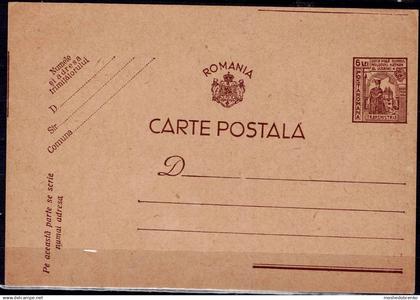 Numele
și adresa
trimițătorului
D
Str.
Comuna
Pe această parte se scrie
numai adresa
ROMANIA
CARTE POSTALĂ
D
6 LEI
POSTA ROMANA